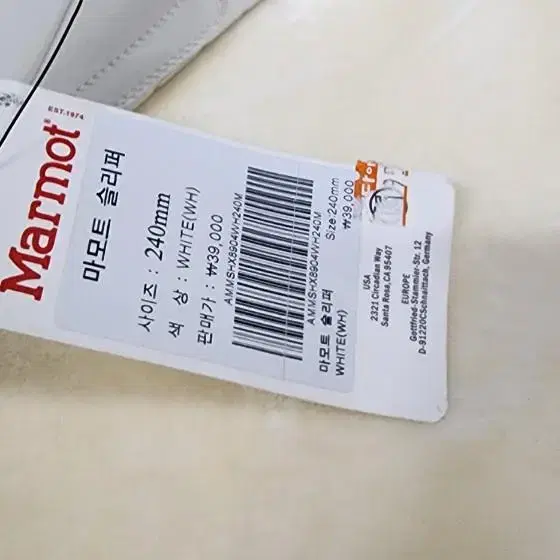 EST.1974
Marmot®
마모트 슬리퍼
사이즈 : 240mm
색 상 : WHITE(WH)
판매가 : ₩39,000
AMMSHX8904WH240M
AMMSHX8904WH240M
마모트 슬리퍼 Size:240mm
WHITE(WH) ₩39,000
USA
2321 Circadian Way
Santa Rosa, CA 95407
EUROPE
Gottfried-Stammler-Str. 12
D-91220CSchnaittach, Germany